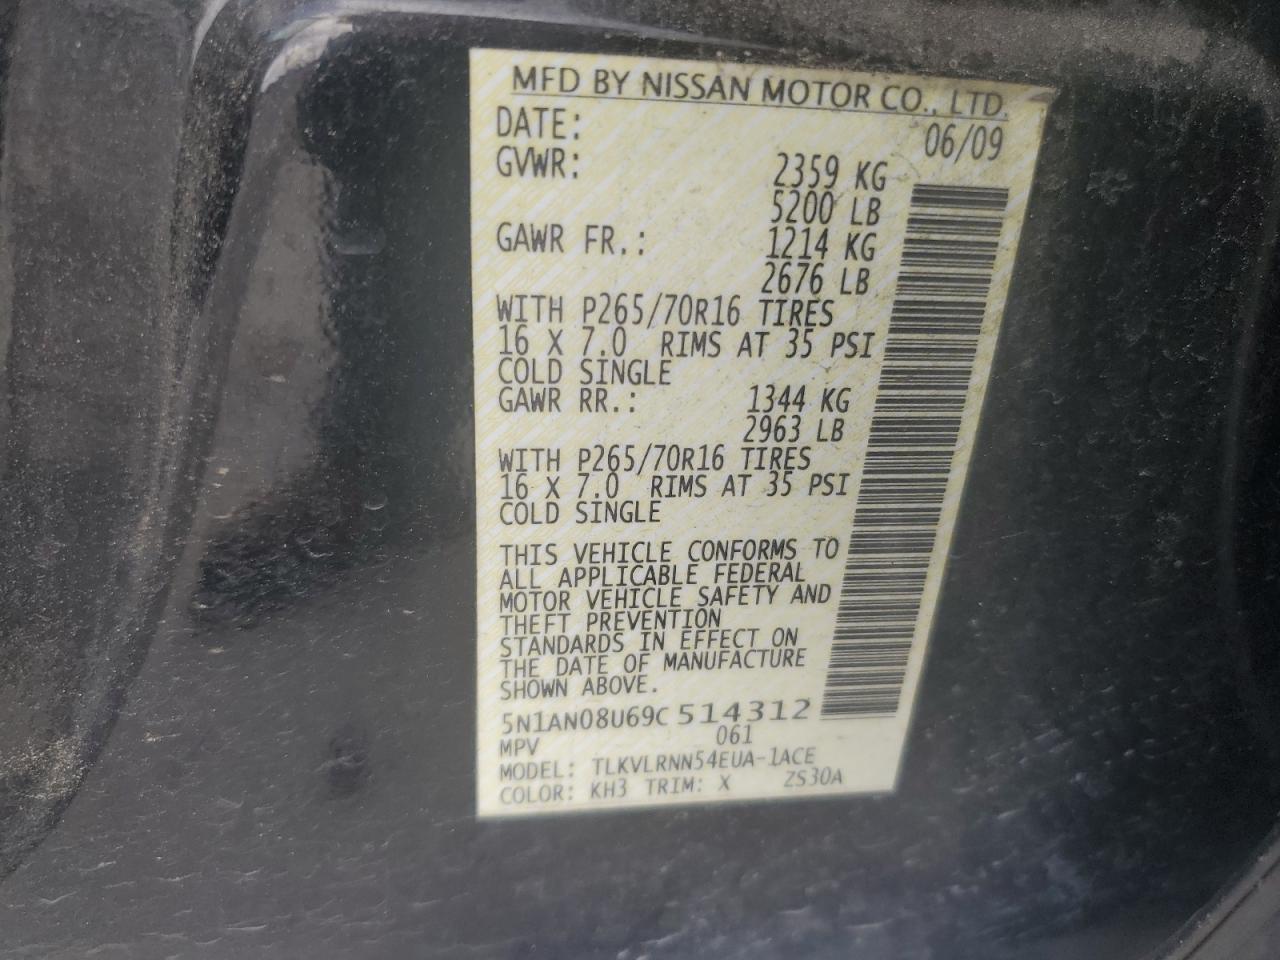 MFD BY NISSAN MOTOR CO., LTD.
DATE: 06/09
GVWR: 2359 KG
5200 LB
GAWR FR.: 1214 KG
2676 LB
WITH P265/70R16 TIRES
16 X 7.0 RIMS AT 35 PSI
COLD SINGLE
GAWR RR.: 1344 KG
2963 LB
WITH P265/70R16 TIRES
16 X 7.0 RIMS AT 35 PSI
COLD SINGLE
THIS VEHICLE CONFORMS TO
ALL APPLICABLE FEDERAL
MOTOR VEHICLE SAFETY AND
THEFT PREVENTION
STANDARDS IN EFFECT ON
THE DATE OF MANUFACTURE
SHOWN ABOVE.
5N1AN08U69C514312
MPV 061
MODEL: TLKVLRNN54EUA-1ACE
COLOR: KH3 TRIM: X ZS30A